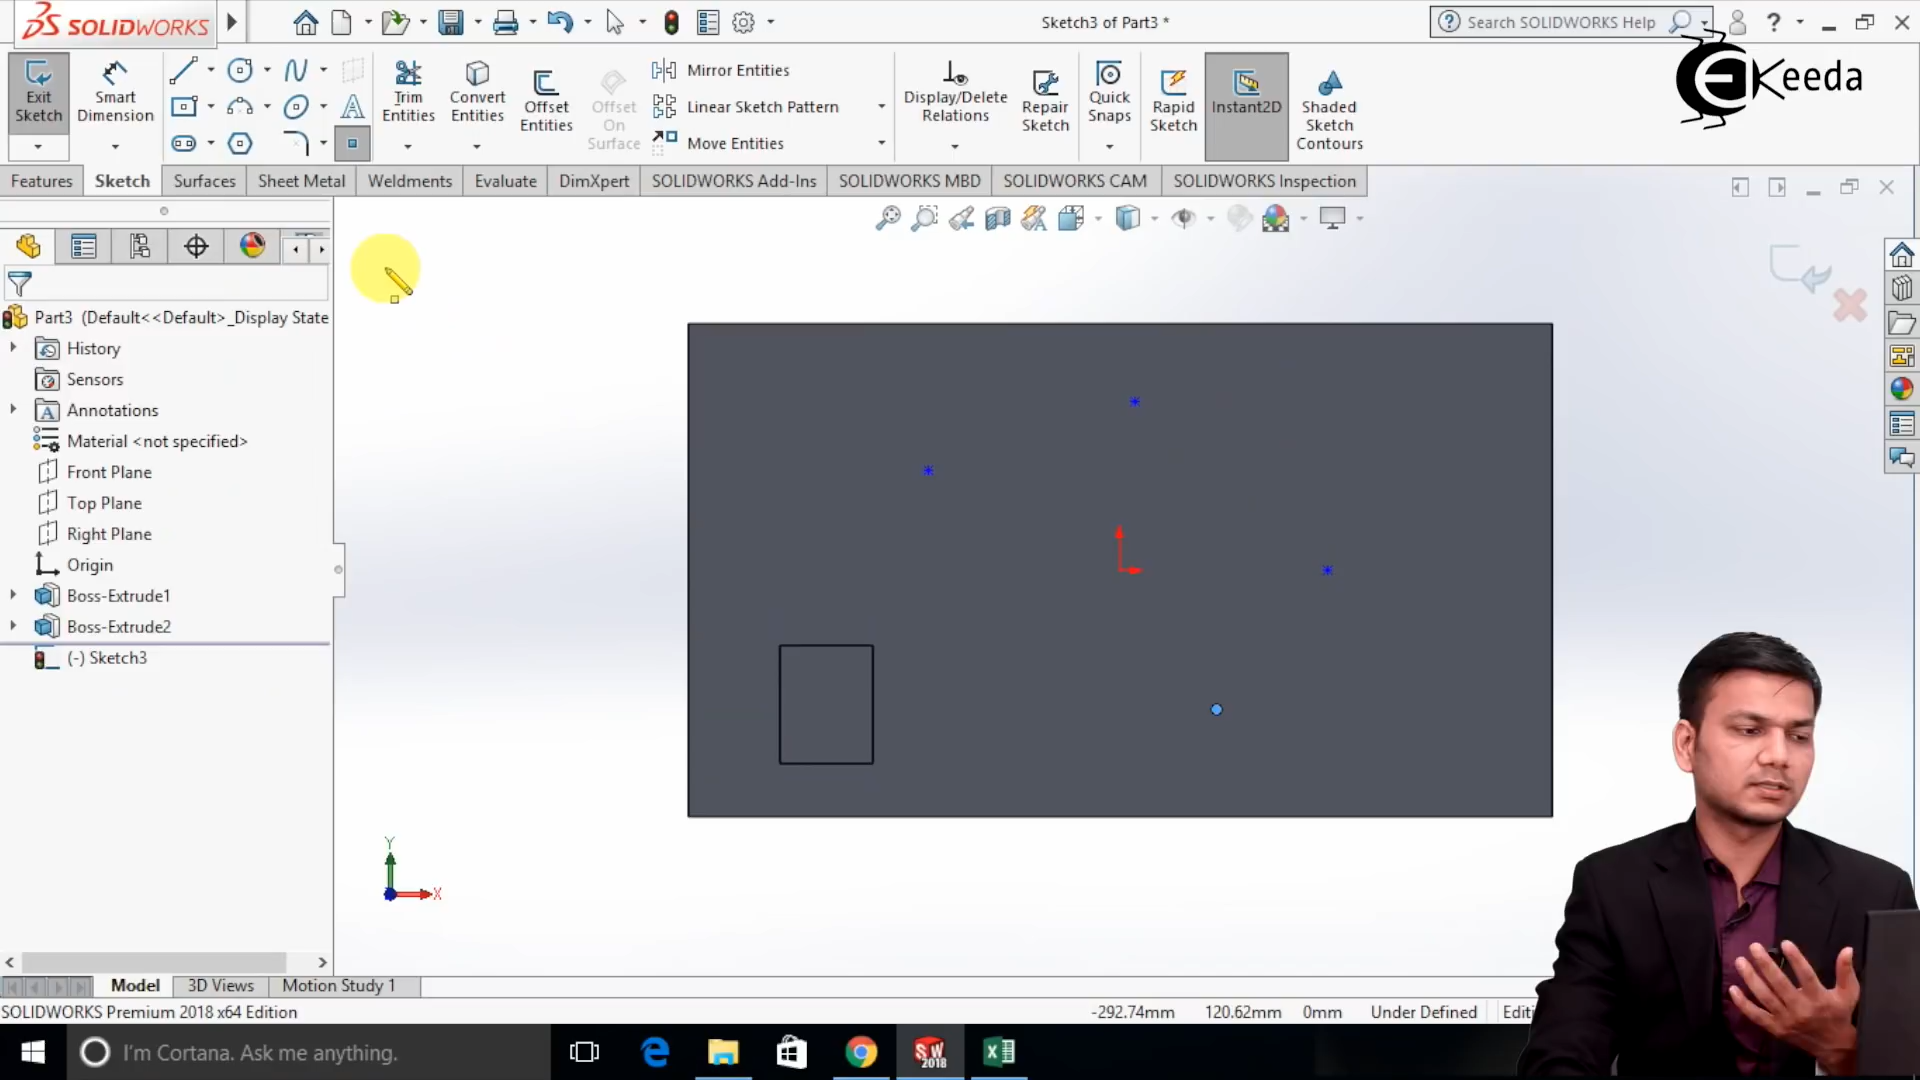 SOLIDWORKS
Sketch3 of Part3 *
Search SOLIDWORKS Help
Keeda
Exit Sketch
Smart Dimension
Trim Entities
Convert Entities
Offset Entities
Offset On Surface
Mirror Entities
Linear Sketch Pattern
Move Entities
Display/Delete Relations
Repair Sketch
Quick Snaps
Rapid Sketch
Instant2D
Shaded Sketch Contours
Features
Sketch
Surfaces
Sheet Metal
Weldments
Evaluate
DimXpert
SOLIDWORKS Add-Ins
SOLIDWORKS MBD
SOLIDWORKS CAM
SOLIDWORKS Inspection
Part3 (Default<<Default>_Display State
History
Sensors
Annotations
Material <not specified>
Front Plane
Top Plane
Right Plane
Origin
Boss-Extrude1
Boss-Extrude2
(-) Sketch3
Y
X
Model
3D Views
Motion Study 1
SOLIDWORKS Premium 2018 x64 Edition
-292.74mm
120.62mm
0mm
Under Defined
Editi
I'm Cortana. Ask me anything.
SW
2018